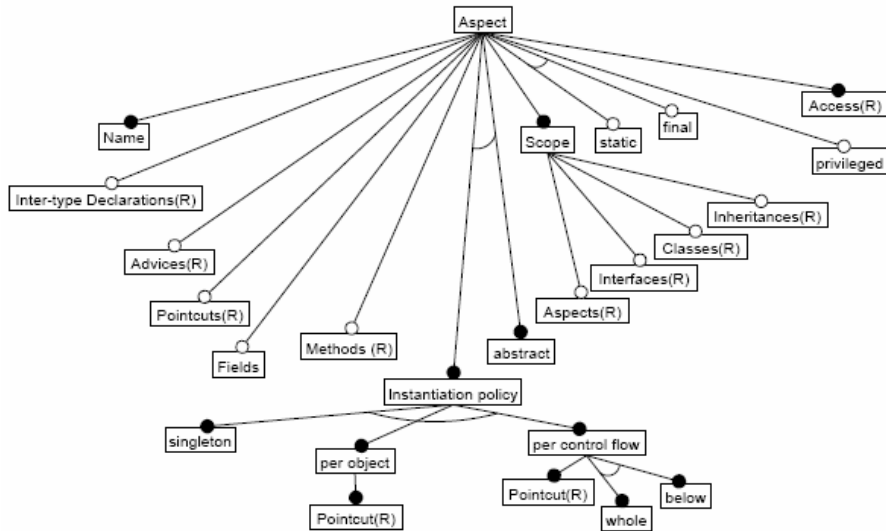 Aspect
Access(R)
Name
final
Scope
static
privileged
Inter-type Declarations(R)
Inheritances(R)
Classes(R)
Advices(R)
Interfaces(R)
Pointcuts(R)
Aspects(R)
Methods (R)
abstract
Fields
Instantiation policy
singleton
per control flow
per object
Pointcut(R)
below
Pointcut(R)
whole